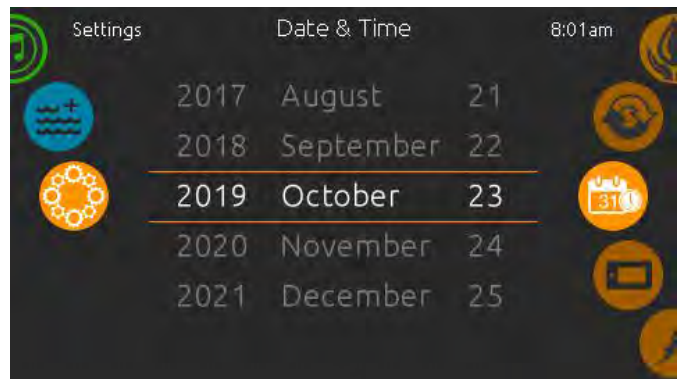 Settings Date & Time 8:01am
2017 August 21
2018 September 22
2019 October 23
31
2020 November 24
2021 December 25